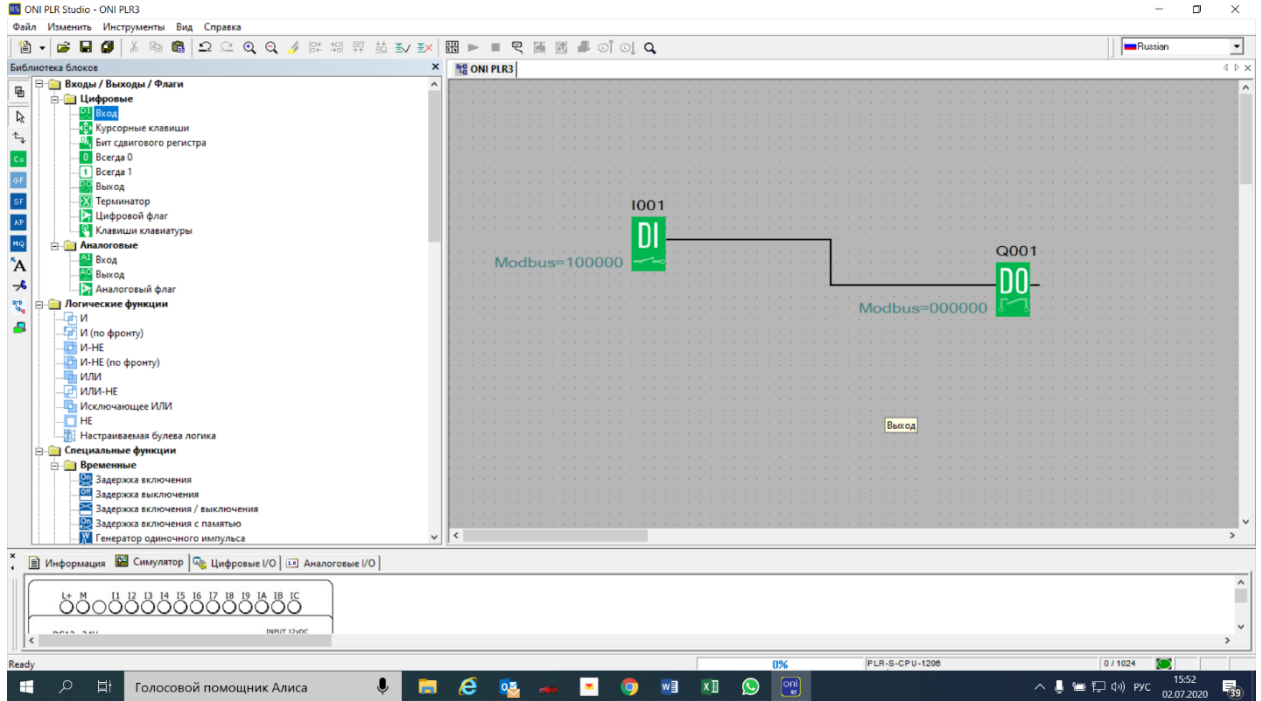 ONI PLR Studio - ONI PLR3
Файл Изменить Инструменты Вид Справка
Russian
Библиотека блоков
ONI PLR3
Входы / Выходы / Флаги
Цифровые
Вход
Курсорные клавиши
Бит сдвигового регистра
Всегда 0
Всегда 1
Выход
Терминатор
Цифровой флаг
Клавиши клавиатуры
Аналоговые
Вход
Выход
Аналоговый флаг
Логические функции
И
И (по фронту)
И-НЕ
И-НЕ (по фронту)
ИЛИ
ИЛИ-НЕ
Исключающее ИЛИ
НЕ
Настраиваемая булева логика
Специальные функции
Временные
Задержка включения
Задержка выключения
Задержка включения / выключения
Задержка включения с памятью
Генератор одиночного импульса
Co
GF
SF
AP
MQ
I001
DI
Modbus=100000
Q001
DO
Modbus=000000
Выход
Информация Симулятор Цифровые I/O Аналоговые I/O
L+ M I1 I2 I3 I4 I5 I6 I7 I8 I9 IA IB IC
Ready
0%
PLR-S-CPU-1206
0 / 1024
Голосовой помощник Алиса
РУС
15:52
02.07.2020
39